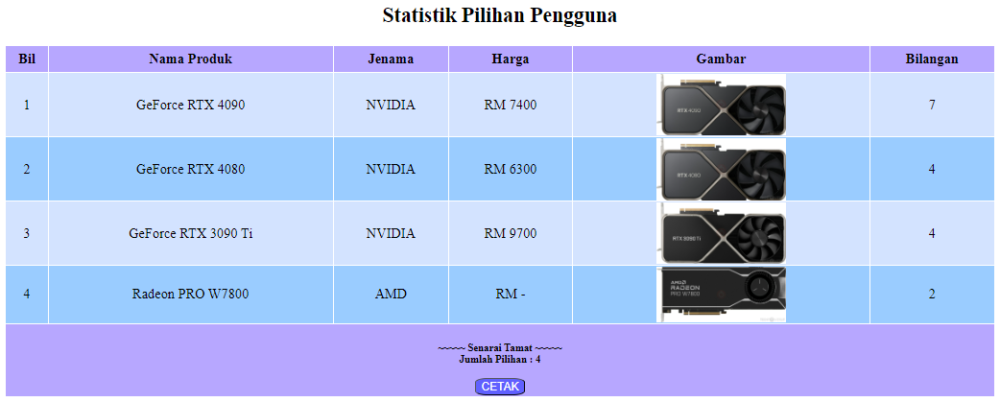 Statistik Pilihan Pengguna
Bil Nama Produk Jenama Harga Gambar Bilangan
1 GeForce RTX 4090 NVIDIA RM 7400 RTX 4090 7
2 GeForce RTX 4080 NVIDIA RM 6300 RTX 4080 4
3 GeForce RTX 3090 Ti NVIDIA RM 9700 RTX 3090 Ti 4
4 Radeon PRO W7800 AMD RM - AMD RADEON PRO W7800 2
~~~~~ Senarai Tamat ~~~~~
Jumlah Pilihan : 4
CETAK